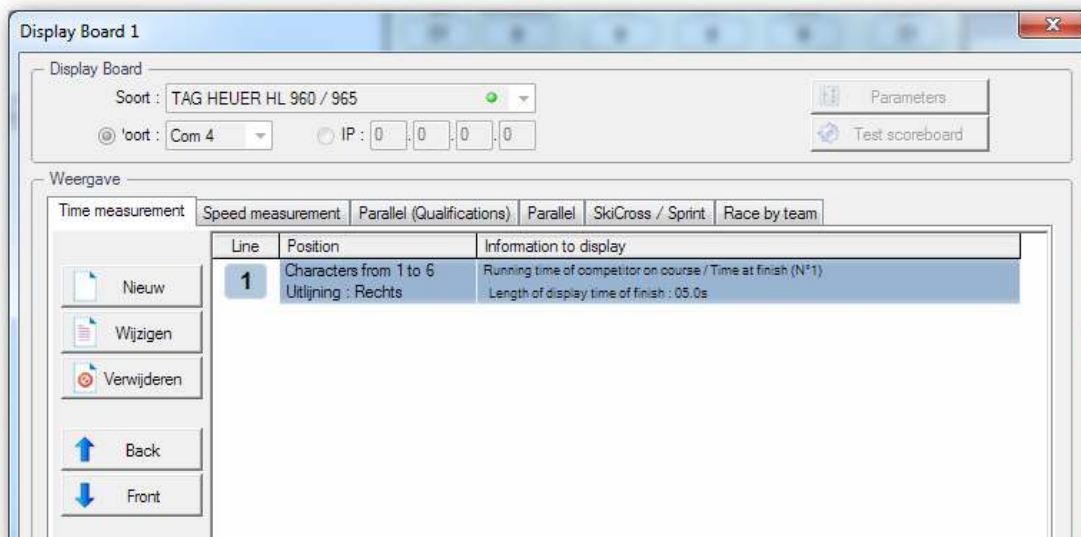 Display Board 1
Display Board
Soort : TAG HEUER HL 960 / 965
Parameters
'oort : Com 4 IP : 0 . 0 . 0 . 0
Test scoreboard
Weergave
Time measurement Speed measurement Parallel (Qualifications) Parallel SkiCross / Sprint Race by team
Line Position Information to display
1 Characters from 1 to 6 Running time of competitor on course / Time at finish (N°1)
Uitlijning : Rechts Length of display time of finish : 05.0s
Nieuw
Wijzigen
Verwijderen
Back
Front